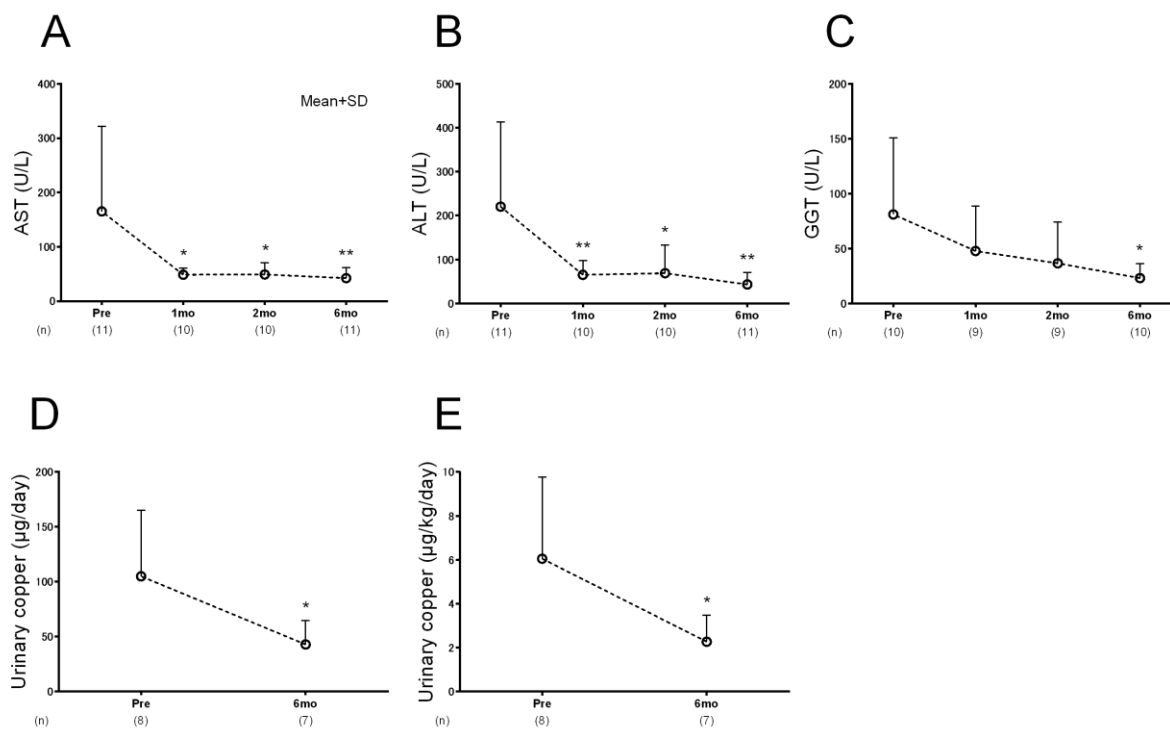 A
AST (U/L)
400
300
200
100
0
Mean+SD
*
*
**
Pre 1mo 2mo 6mo
(n) (11) (10) (10) (11)
B
ALT (U/L)
500
400
300
200
100
0
**
*
**
Pre 1mo 2mo 6mo
(n) (11) (10) (10) (11)
C
GGT (U/L)
200
150
100
50
0
*
Pre 1mo 2mo 6mo
(n) (10) (9) (9) (10)
D
Urinary copper (µg/day)
200
150
100
50
0
*
Pre 6mo
(n) (8) (7)
E
Urinary copper (µg/kg/day)
10
8
6
4
2
0
*
Pre 6mo
(n) (8) (7)